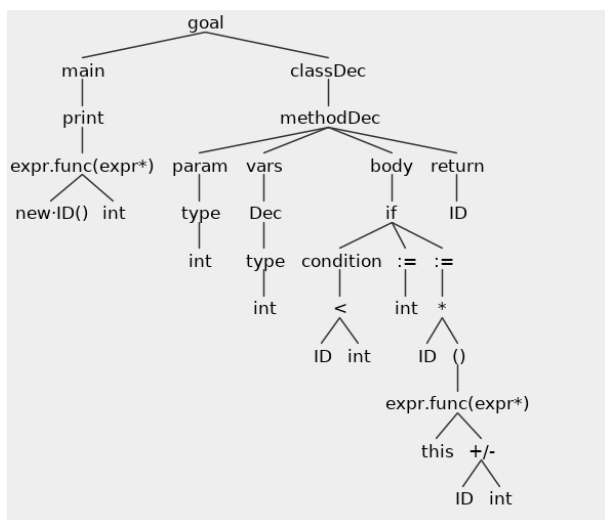 goal
main classDec
print methodDec
expr.func(expr*) param vars body return
new·ID() int type Dec if ID
int type condition := :=
int < int *
ID int ID ()
expr.func(expr*)
this +/-
ID int